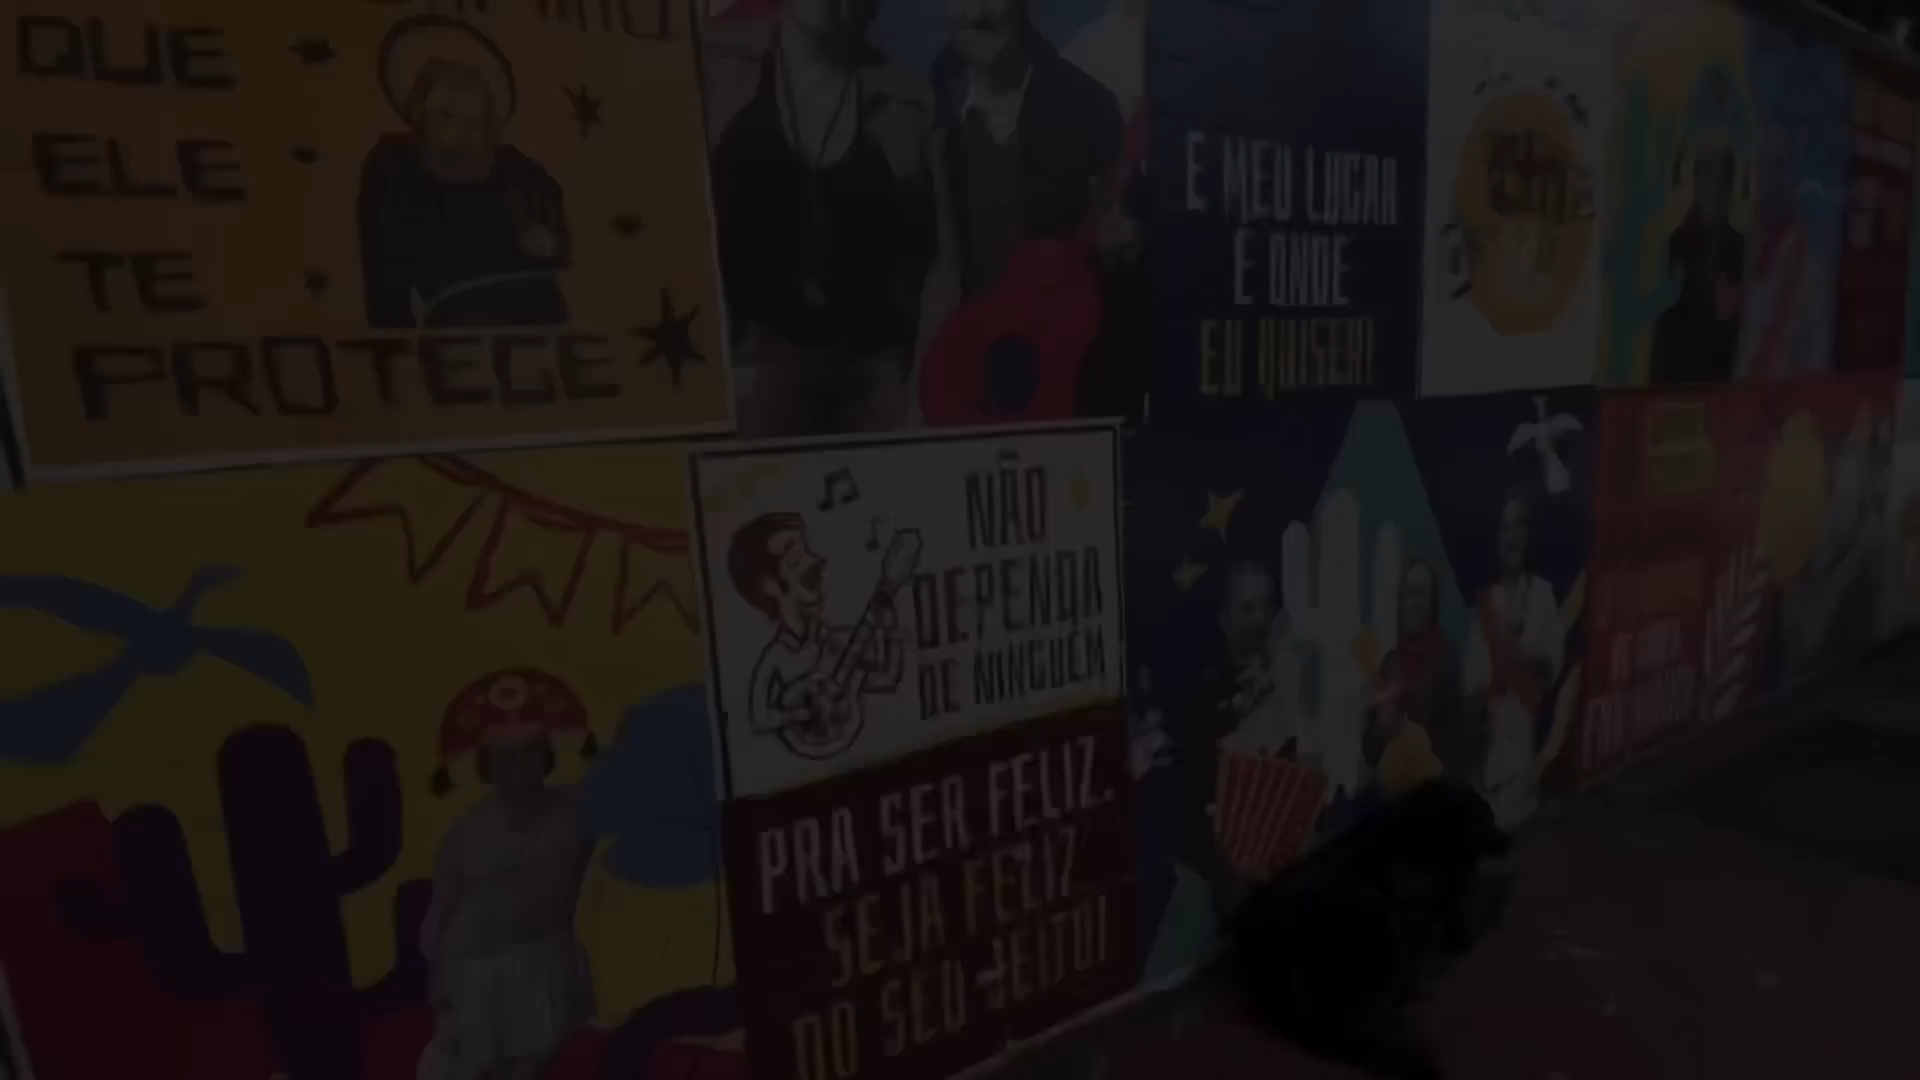 QUE
ELE
TE
PROTEGE
E MEU LUGAR
É ONDE
EU QUISER!
NÃO
DEPENDA
DE NINGUÉM
PRA SER FELIZ.
SEJA FELIZ
DO SEU JEITO!